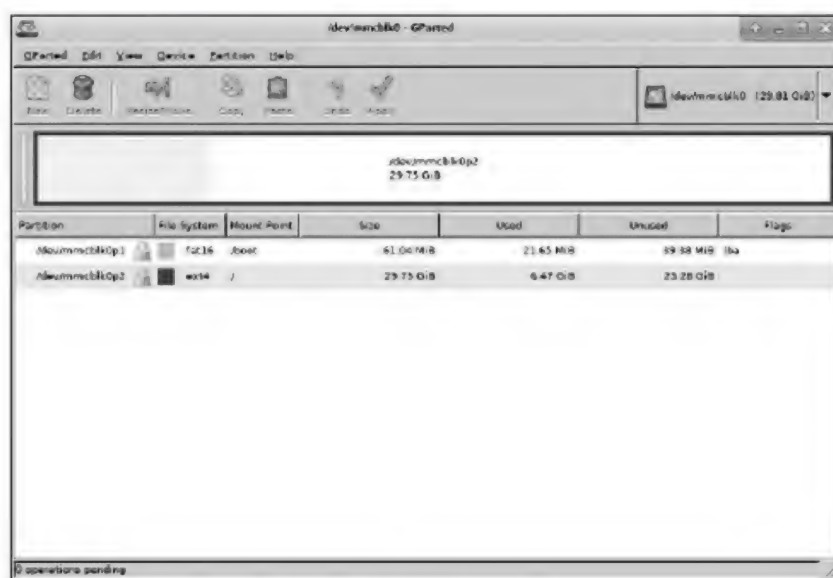 /dev/mmcblk0 - GParted
GParted Edit View Device Partition Help
New Delete Resize/Move Copy Paste Undo Apply
/dev/mmcblk0 (29.81 GiB)
/dev/mmcblk0p2
29.75 GiB
Partition File System Mount Point Size Used Unused Flags
/dev/mmcblk0p1 fat16 /boot 61.04 MiB 21.65 MiB 39.38 MiB lba
/dev/mmcblk0p2 ext4 / 29.75 GiB 6.47 GiB 23.28 GiB
0 operations pending